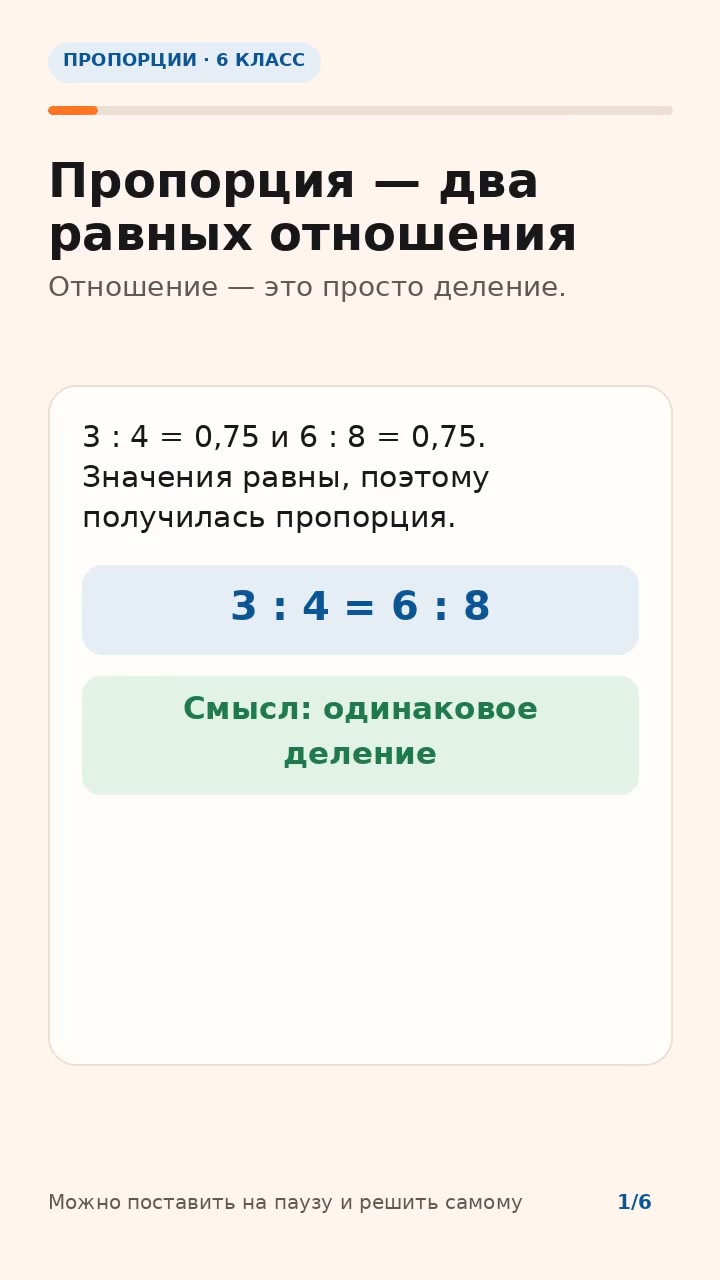 ПРОПОРЦИИ · 6 КЛАСС
Пропорция — два
равных отношения
Отношение — это просто деление.
3 : 4 = 0,75 и 6 : 8 = 0,75.
Значения равны, поэтому
получилась пропорция.
3 : 4 = 6 : 8
Смысл: одинаковое
деление
Можно поставить на паузу и решить самому
1/6